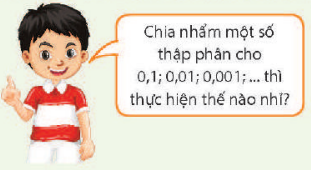 Chia nhẩm một số
thập phân cho
0,1; 0,01; 0,001; ... thì
thực hiện thế nào nhỉ?